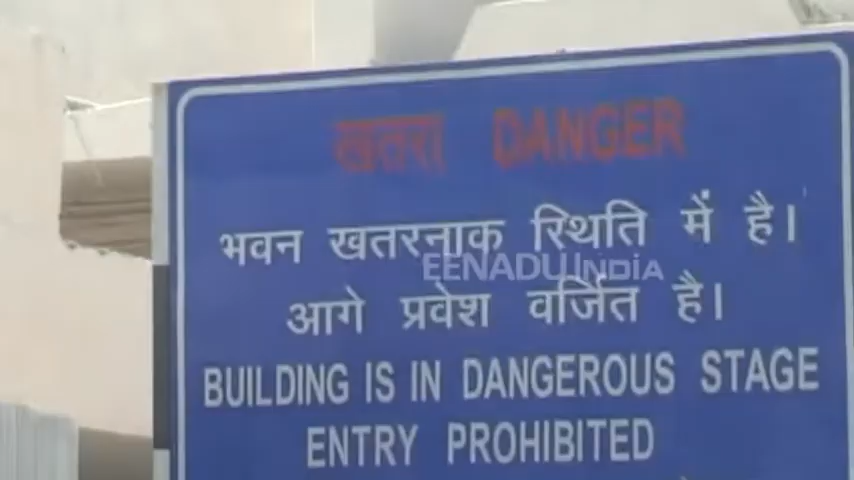 खतरा DANGER
भवन खतरनाक स्थिति में है।
EENADU INDIA
आगे प्रवेश वर्जित है।
BUILDING IS IN DANGEROUS STAGE
ENTRY PROHIBITED